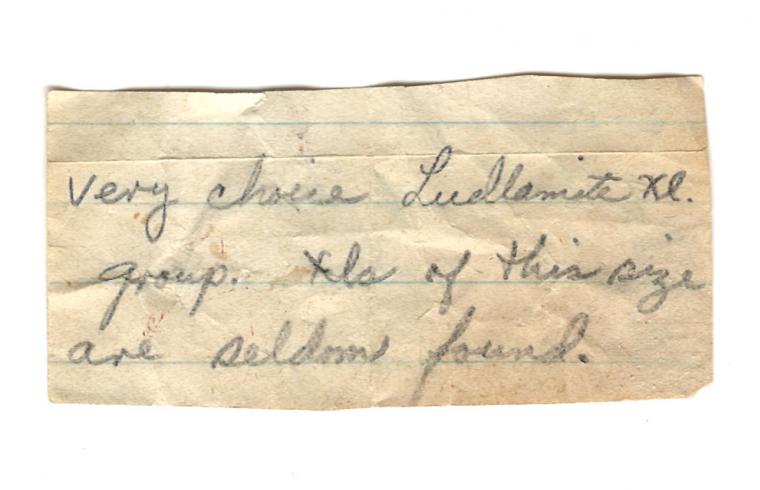 Very choice Ludlamite Xl.
group. Xls of this size
are seldom found.